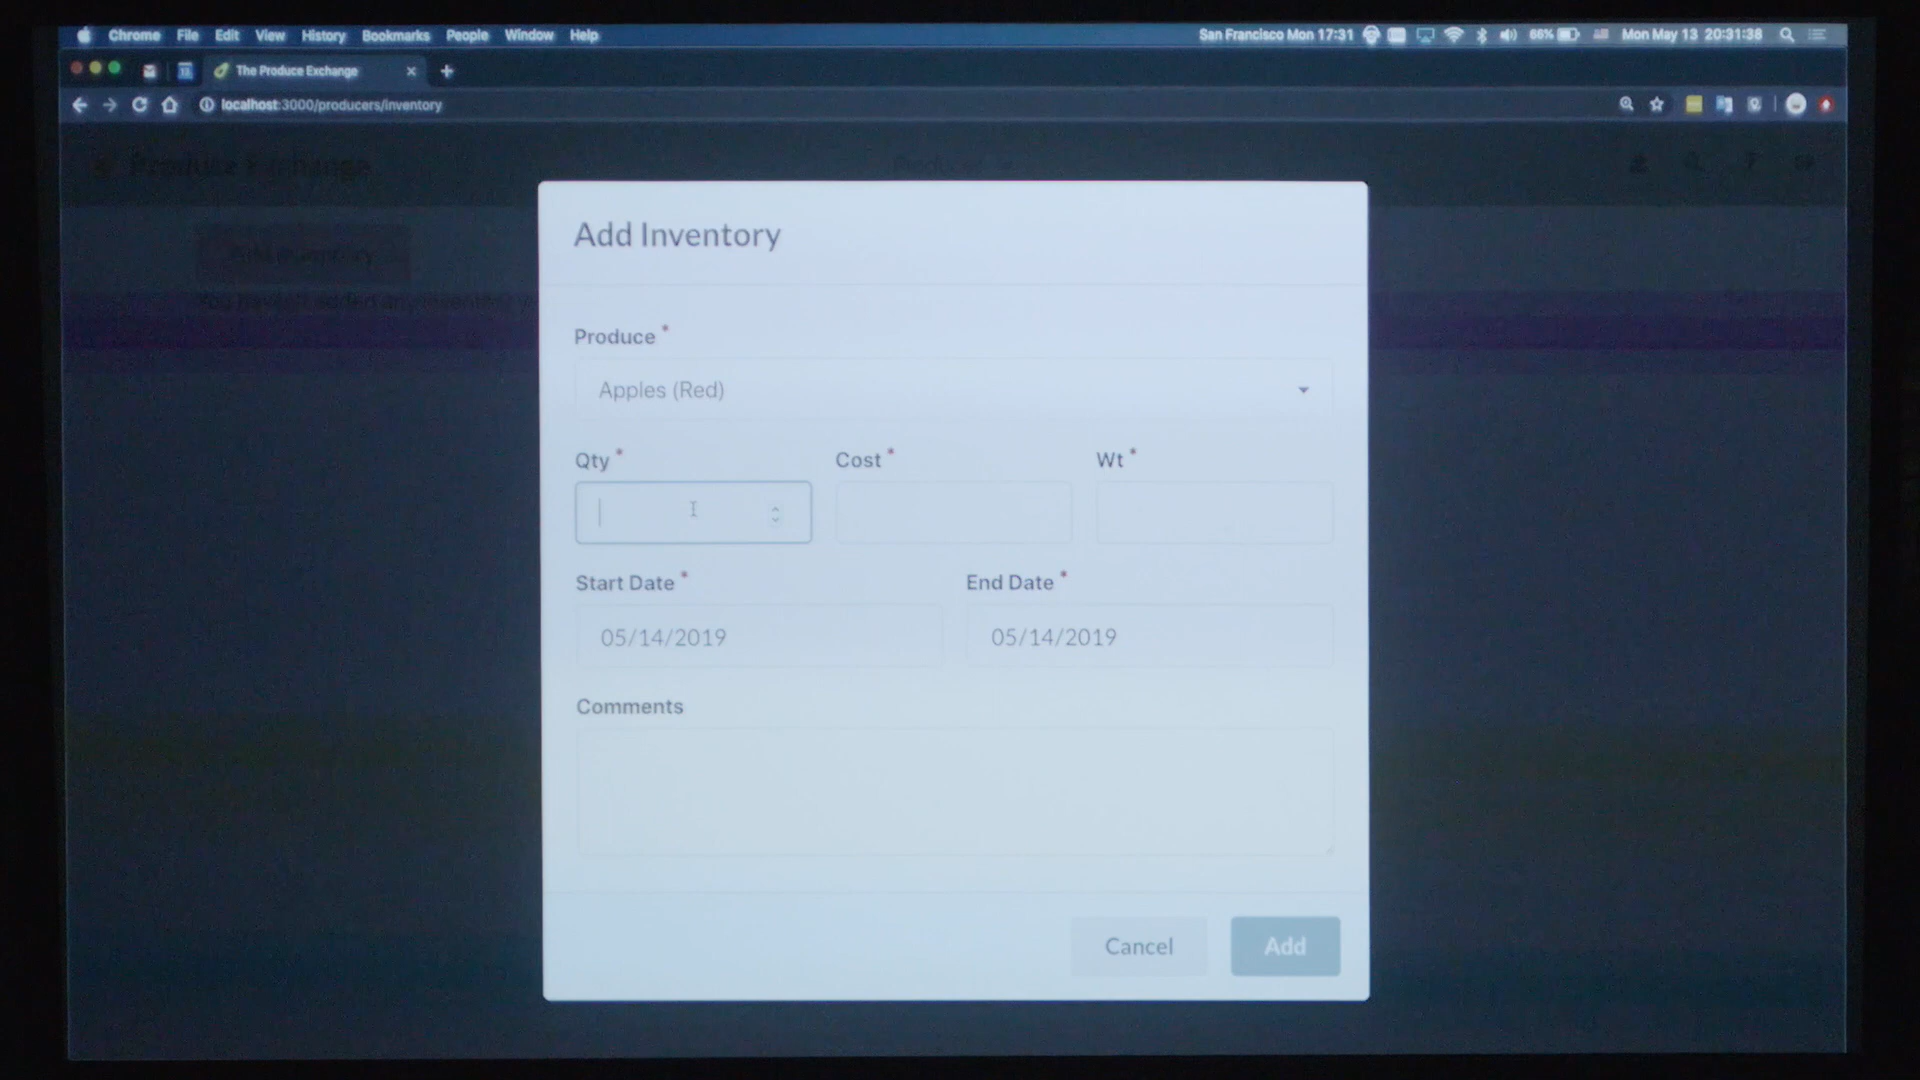 Chrome File Edit View History Bookmarks People Window Help San Francisco Mon 17:31 66% Mon May 13 20:31:38
The Produce Exchange
localhost:3000/producers/inventory
Produce Exchange
Add Inventory
Add Inventory
Produce *
Apples (Red)
Qty * Cost * Wt *
Start Date * End Date *
05/14/2019 05/14/2019
Comments
Cancel Add